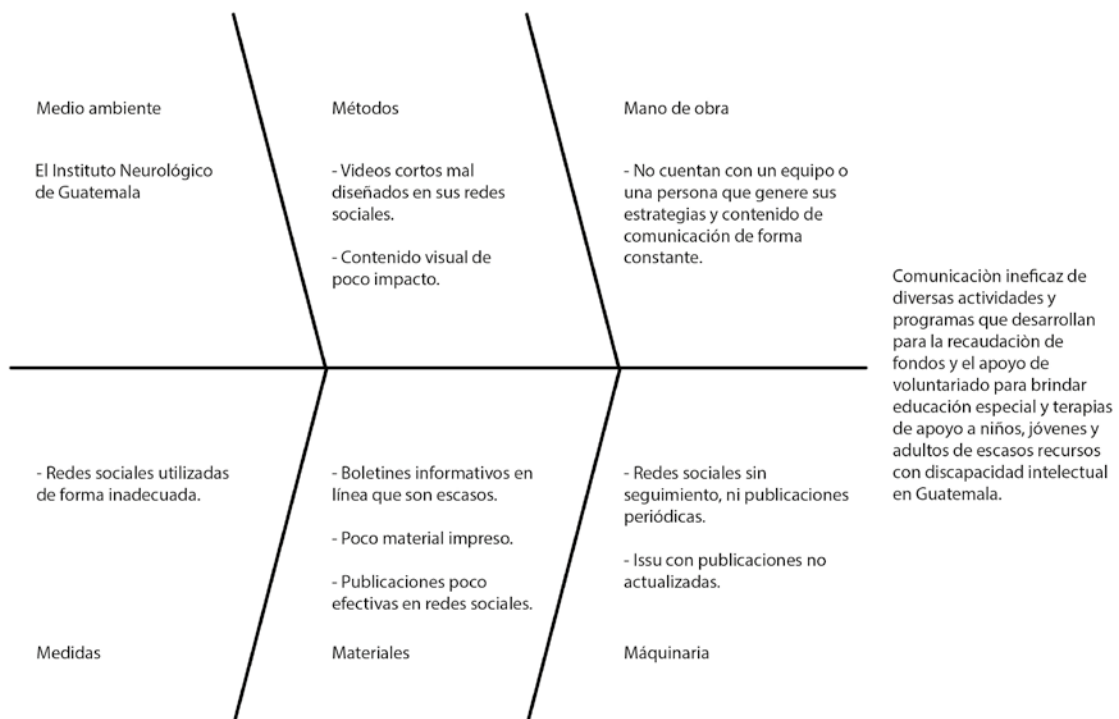 Medio ambiente
El Instituto Neurológico
de Guatemala
Métodos
- Videos cortos mal
diseñados en sus redes
sociales.
- Contenido visual de
poco impacto.
Mano de obra
- No cuentan con un equipo o
una persona que genere sus
estrategias y contenido de
comunicación de forma
constante.
Comunicaciòn ineficaz de
diversas actividades y
programas que desarrollan
para la recaudaciòn de
fondos y el apoyo de
voluntariado para brindar
educación especial y terapias
de apoyo a niños, jóvenes y
adultos de escasos recursos
con discapacidad intelectual
en Guatemala.
- Redes sociales utilizadas
de forma inadecuada.
Medidas
- Boletines informativos en
línea que son escasos.
- Poco material impreso.
- Publicaciones poco
efectivas en redes sociales.
Materiales
- Redes sociales sin
seguimiento, ni publicaciones
periódicas.
- Issu con publicaciones no
actualizadas.
Máquinaria